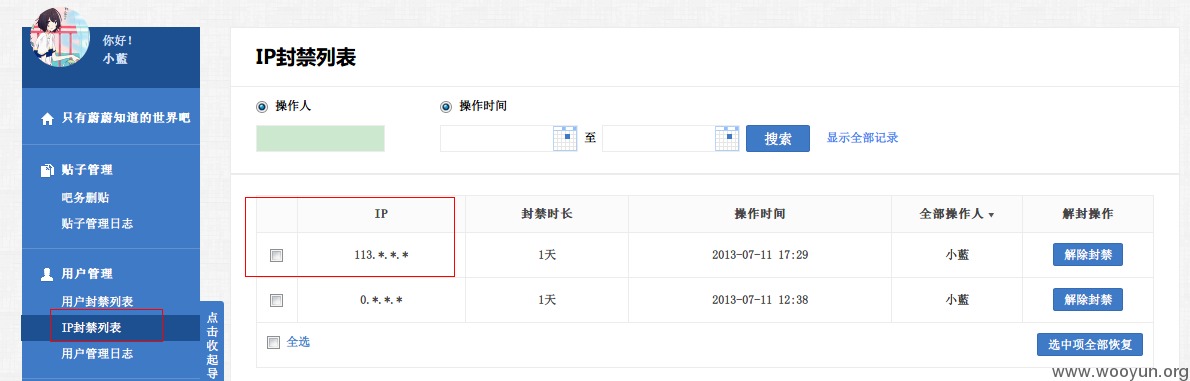 你好！
小藍
只有蔚蔚知道的世界吧
贴子管理
吧务删贴
贴子管理日志
用户管理
用户封禁列表
IP封禁列表
用户管理日志
点击收起导
IP封禁列表
操作人 操作时间
至 搜索 显示全部记录
IP 封禁时长 操作时间 全部操作人 解封操作
113.*.*.* 1天 2013-07-11 17:29 小藍 解除封禁
0.*.*.* 1天 2013-07-11 12:38 小藍 解除封禁
全选 选中项全部恢复
www.wooyun.org